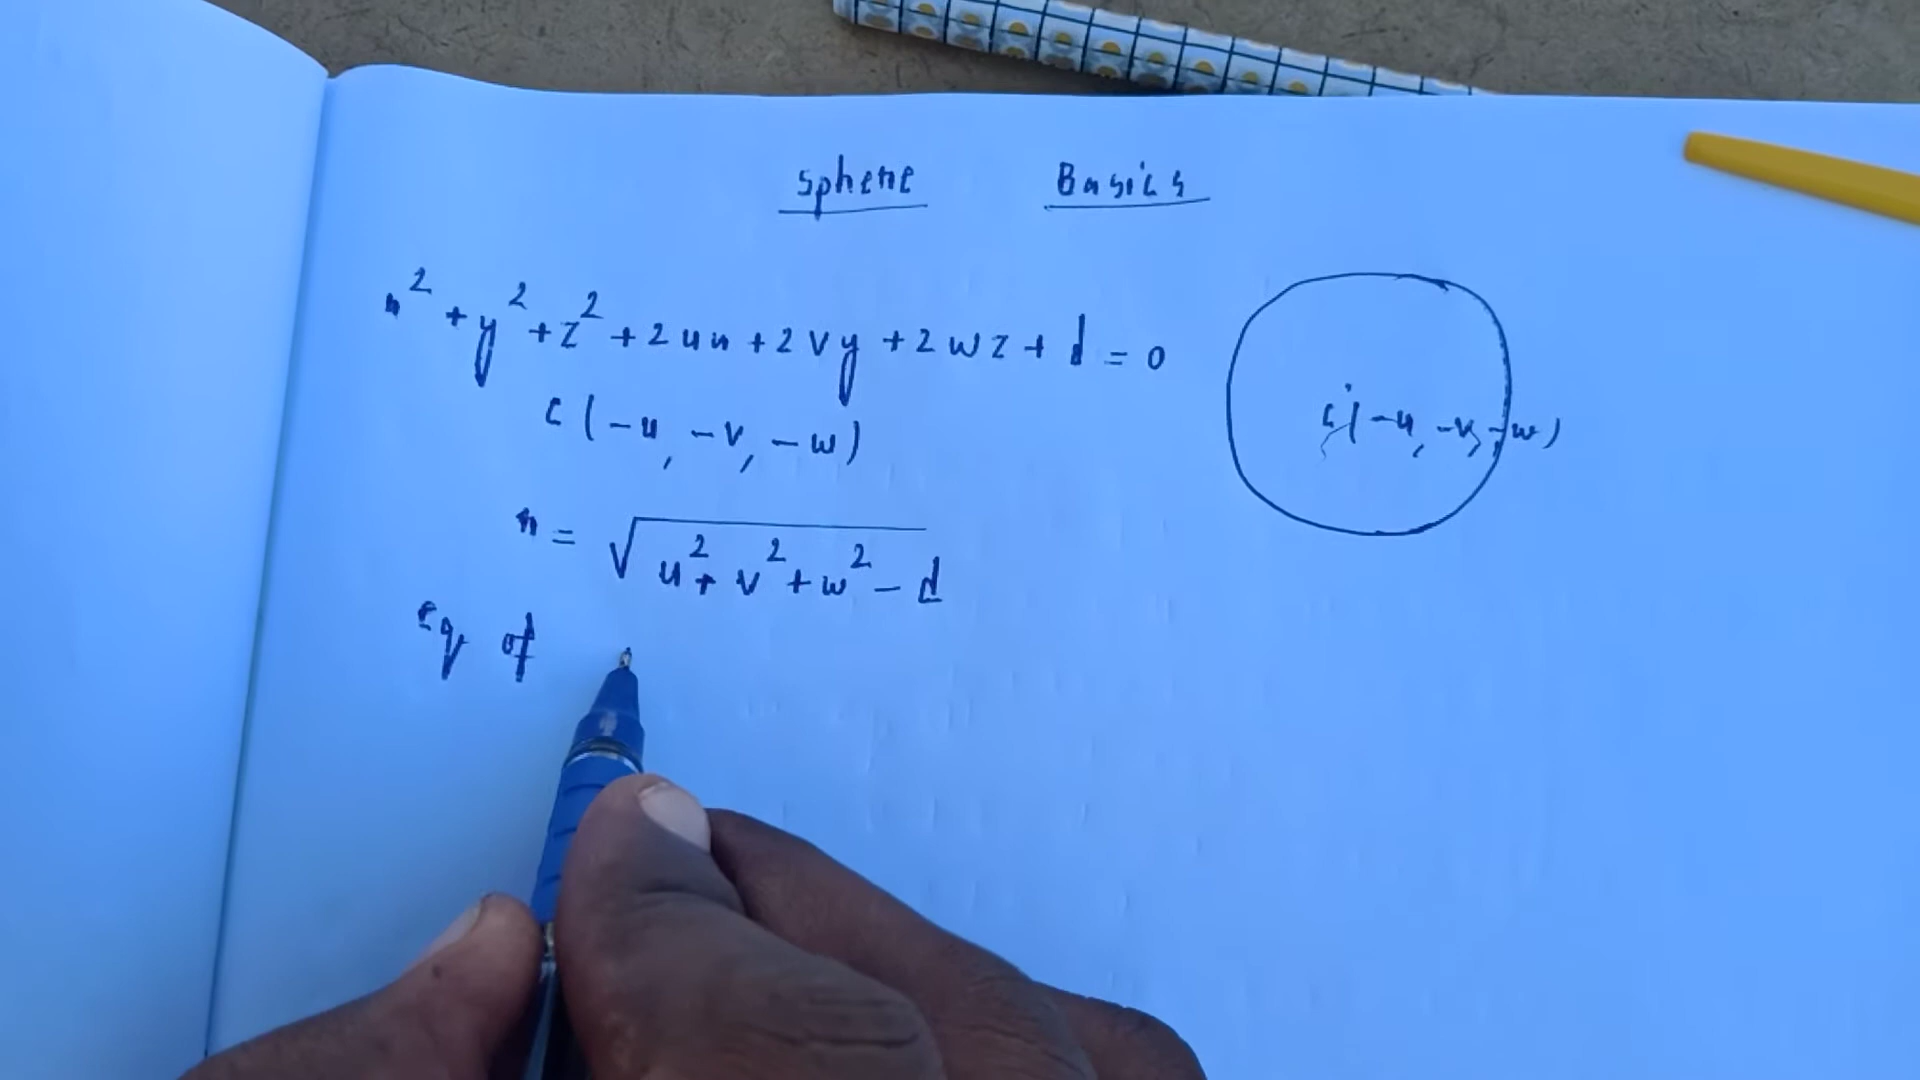 Sphere Basics
x² + y² + z² + 2ux + 2vy + 2wz + d = 0
c(-u, -v, -w)
c(-u, -v, -w)
r = √(u² + v² + w² - d)
eq of